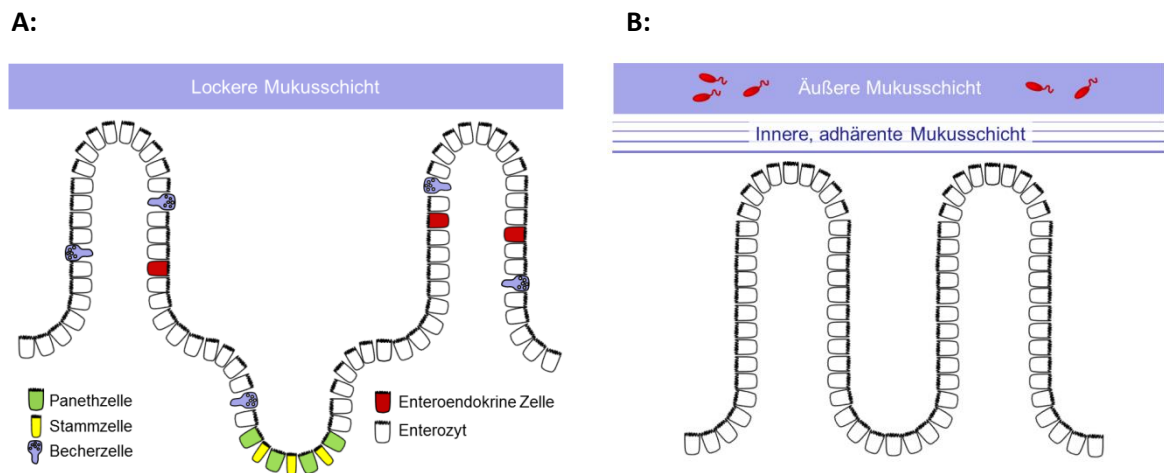 A:
B:
Lockere Mukusschicht
Äußere Mukusschicht
Innere, adhärente Mukusschicht
Panethzelle
Stammzelle
Becherzelle
Enteroendokrine Zelle
Enterozyt